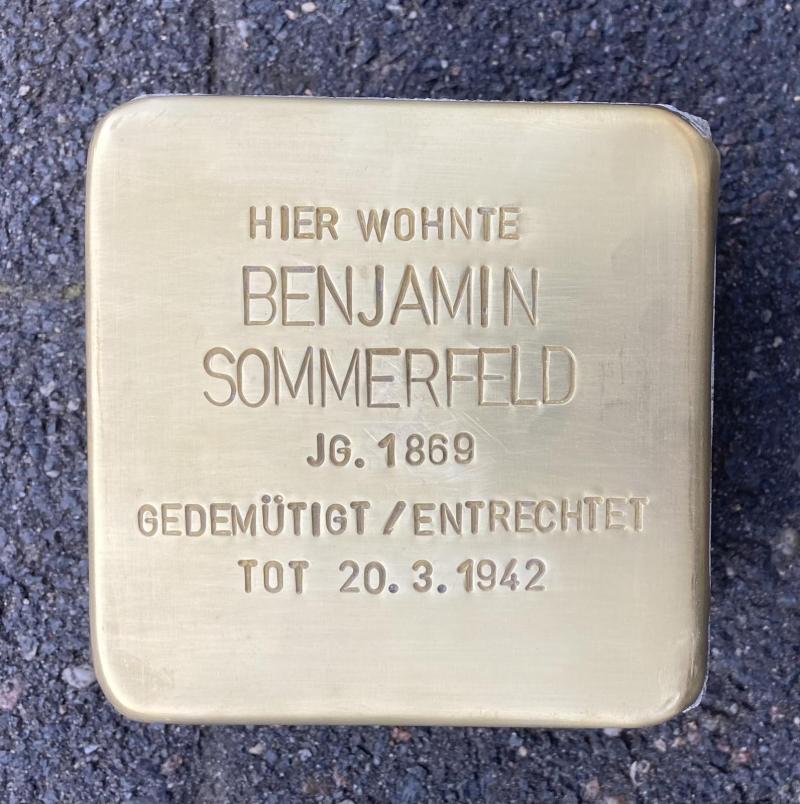 HIER WOHNTE
BENJAMIN
SOMMERFELD
JG. 1869
GEDEMÜTIGT / ENTRECHTET
TOT 20.3.1942